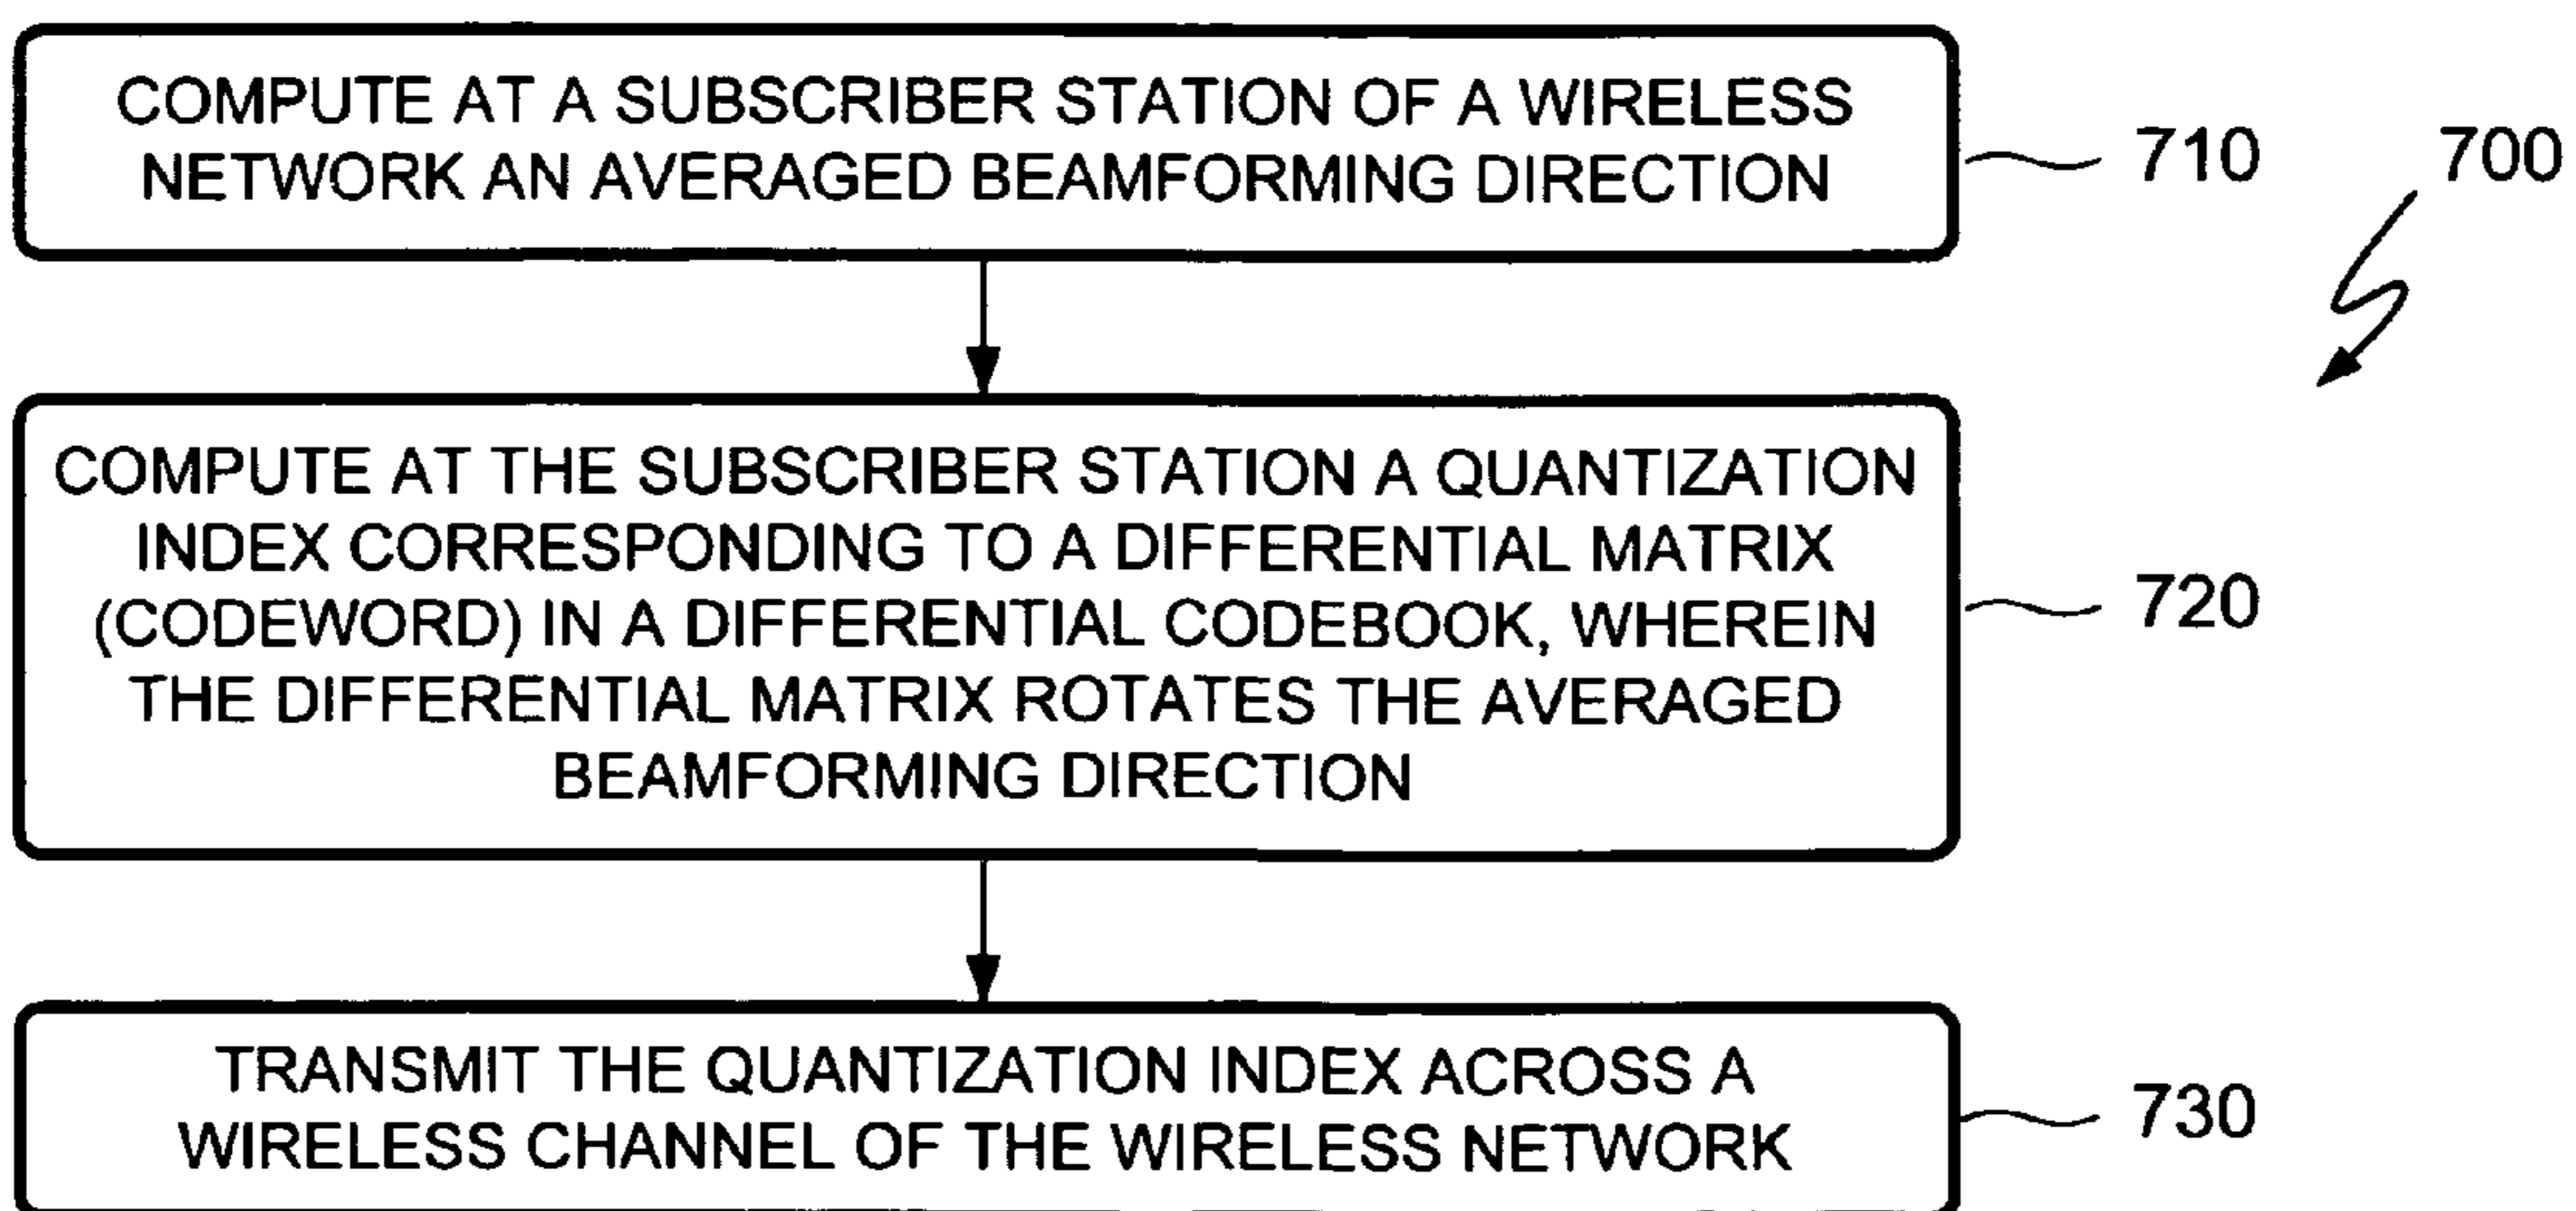 COMPUTE AT A SUBSCRIBER STATION OF A WIRELESS
NETWORK AN AVERAGED BEAMFORMING DIRECTION
710
700
COMPUTE AT THE SUBSCRIBER STATION A QUANTIZATION
INDEX CORRESPONDING TO A DIFFERENTIAL MATRIX
(CODEWORD) IN A DIFFERENTIAL CODEBOOK, WHEREIN
THE DIFFERENTIAL MATRIX ROTATES THE AVERAGED
BEAMFORMING DIRECTION
720
TRANSMIT THE QUANTIZATION INDEX ACROSS A
WIRELESS CHANNEL OF THE WIRELESS NETWORK
730